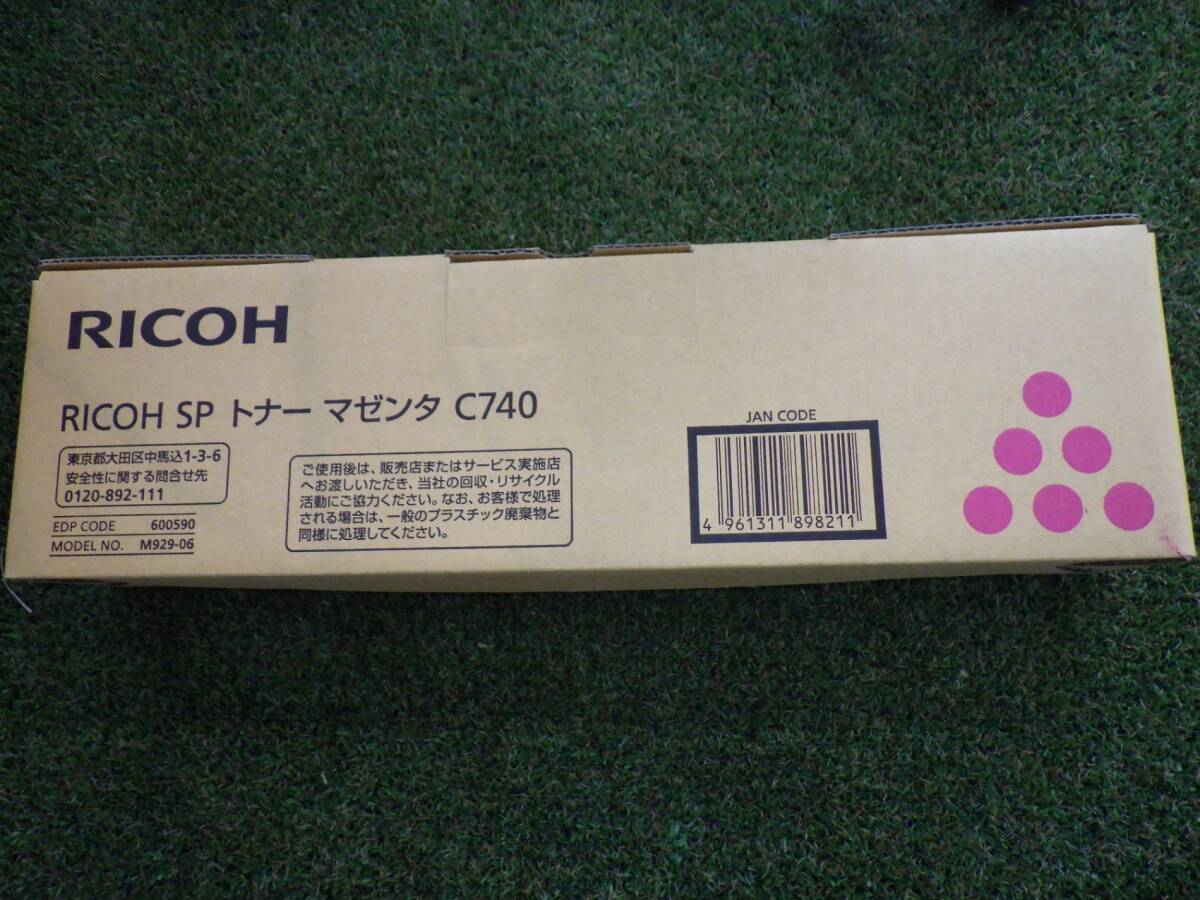 RICOH
RICOH SP トナー マゼンタ C740
東京都大田区中馬込1-3-6
安全性に関する問合せ先
0120-892-111
EDP CODE 600590
MODEL NO. M929-06
ご使用後は、販売店またはサービス実施店
へお渡しいただき、当社の回収・リサイクル
活動にご協力ください。なお、お客様で処理
される場合は、一般のプラスチック廃棄物と
同様に処理してください。
JAN CODE
4 961311 898211